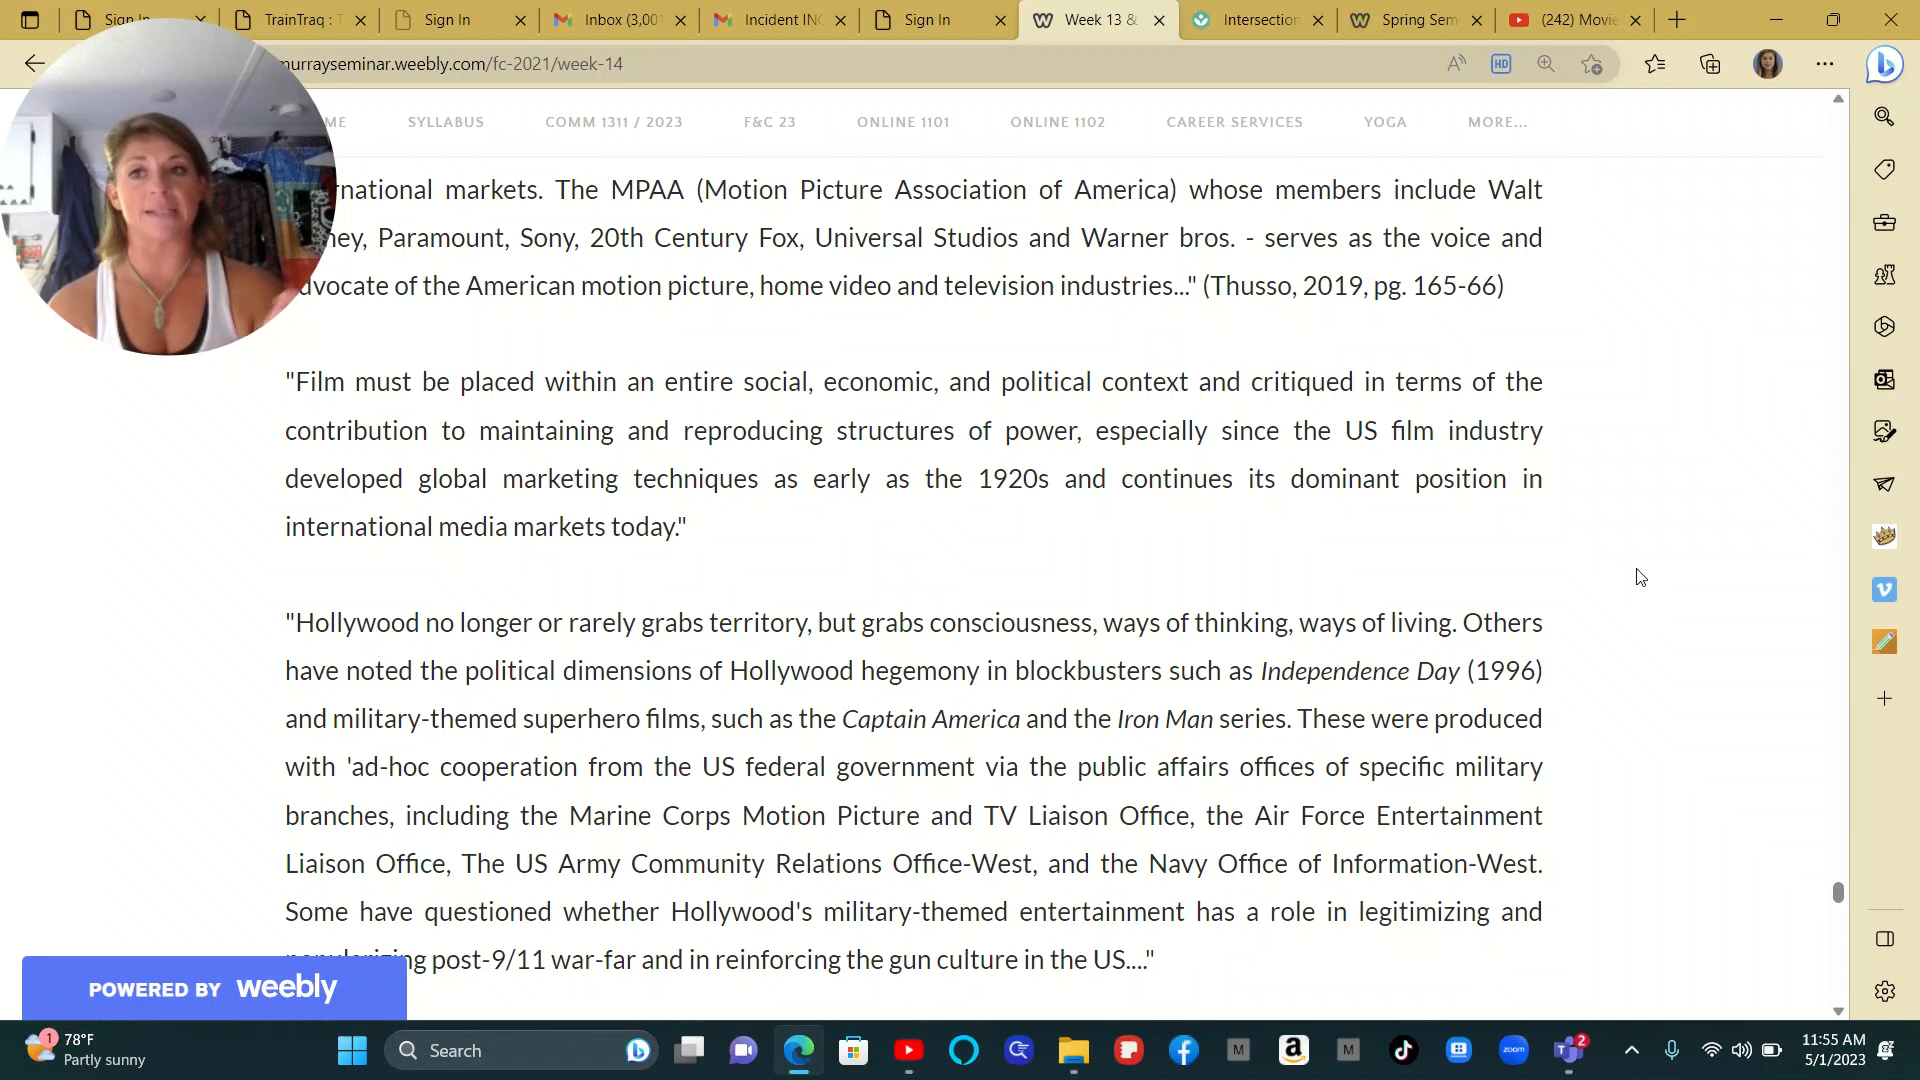 Sign In
TrainTraq : T
Sign In
Inbox (3,00
Incident INC
Sign In
Week 13 &
Intersection
Spring Sem
(242) Movie
murrayseminar.weebly.com/fc-2021/week-14
HD
ME SYLLABUS COMM 1311 / 2023 F&C 23 ONLINE 1101 ONLINE 1102 CAREER SERVICES YOGA MORE...
rnational markets. The MPAA (Motion Picture Association of America) whose members include Walt
ney, Paramount, Sony, 20th Century Fox, Universal Studios and Warner bros. - serves as the voice and
dvocate of the American motion picture, home video and television industries..." (Thusso, 2019, pg. 165-66)
"Film must be placed within an entire social, economic, and political context and critiqued in terms of the
contribution to maintaining and reproducing structures of power, especially since the US film industry
developed global marketing techniques as early as the 1920s and continues its dominant position in
international media markets today."
"Hollywood no longer or rarely grabs territory, but grabs consciousness, ways of thinking, ways of living. Others
have noted the political dimensions of Hollywood hegemony in blockbusters such as Independence Day (1996)
and military-themed superhero films, such as the Captain America and the Iron Man series. These were produced
with 'ad-hoc cooperation from the US federal government via the public affairs offices of specific military
branches, including the Marine Corps Motion Picture and TV Liaison Office, the Air Force Entertainment
Liaison Office, The US Army Community Relations Office-West, and the Navy Office of Information-West.
Some have questioned whether Hollywood's military-themed entertainment has a role in legitimizing and
post-9/11 war-far and in reinforcing the gun culture in the US...."
POWERED BY weebly
1
78°F
Partly sunny
Search
zoom
2
11:55 AM
5/1/2023